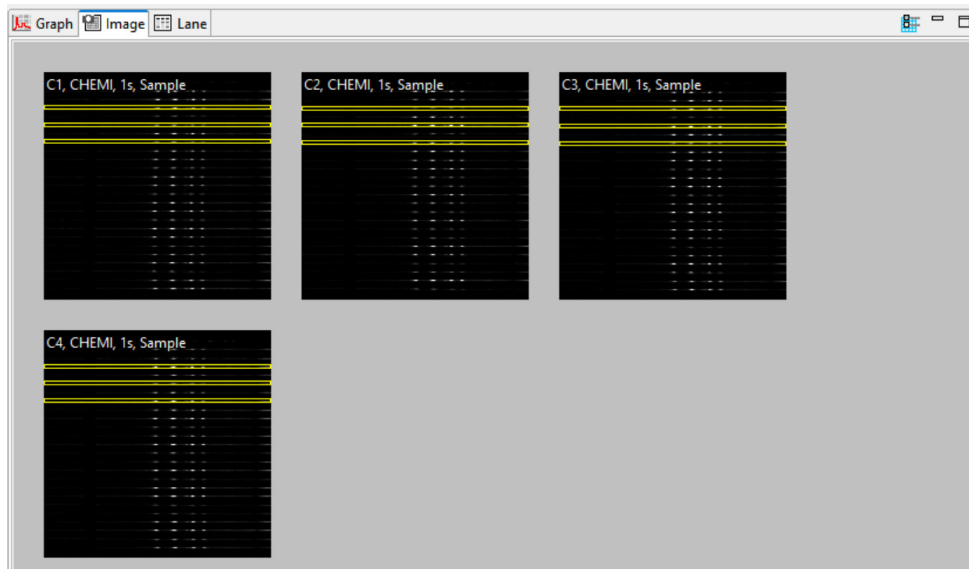 Graph Image Lane
C1, CHEMI, 1s, Sample
C2, CHEMI, 1s, Sample
C3, CHEMI, 1s, Sample
C4, CHEMI, 1s, Sample